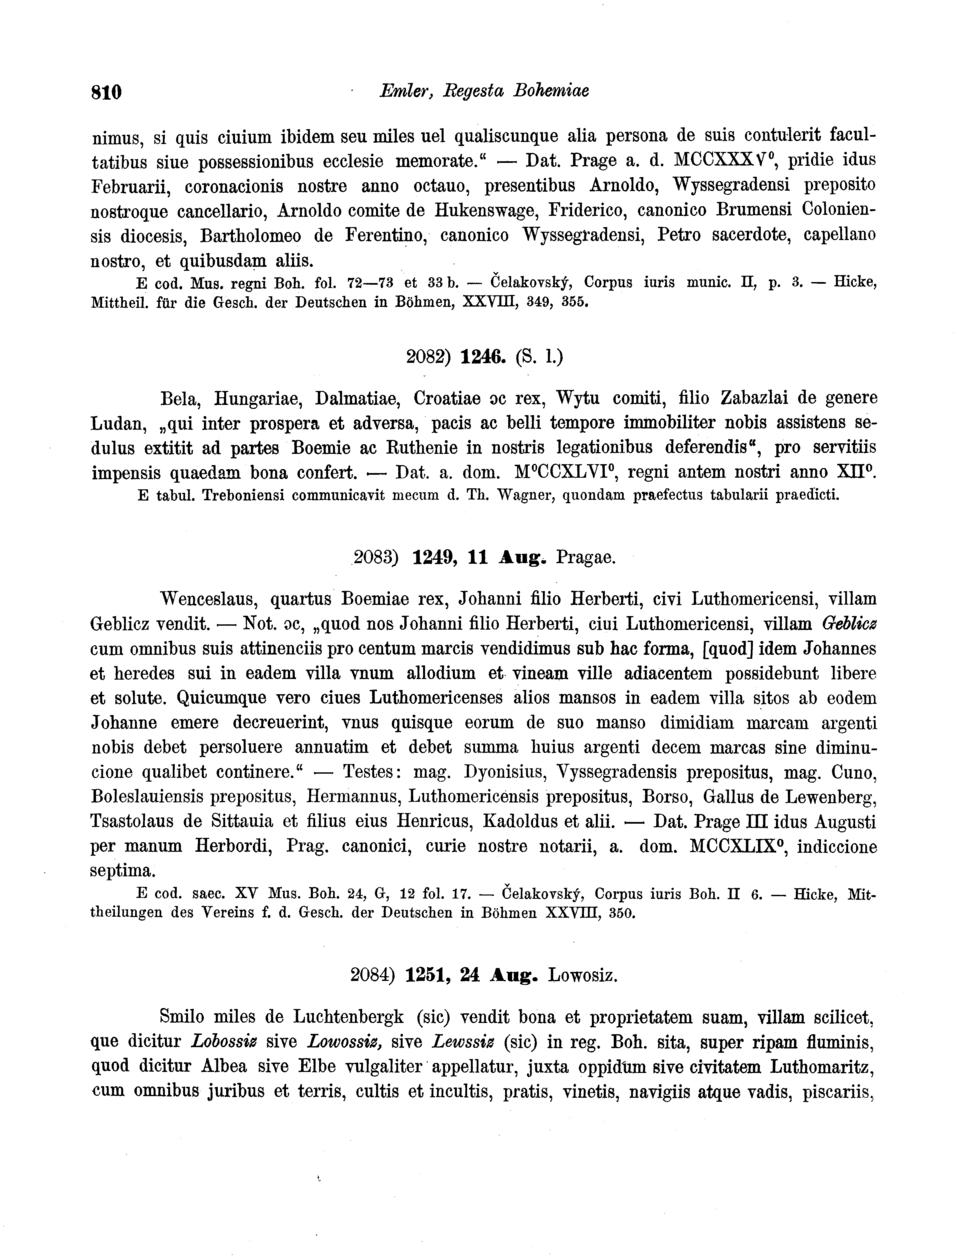 810 Emler, Regesta Bohemiae
nimus, si quis ciuium ibidem seu miles uel qualiscunque alia persona de suis contulerit facul-
tatibus siue possessionibus ecclesie memorate.“ — Dat. Prage a. d. MCCXXXV⁰, pridie idus
Februarii, coronacionis nostre anno octauo, presentibus Arnoldo, Wyssegradensi preposito
nostroque cancellario, Arnoldo comite de Hukenswage, Friderico, canonico Brumensi Colonien-
sis diocesis, Bartholomeo de Ferentino, canonico Wyssegradensi, Petro sacerdote, capellano
nostro, et quibusdam aliis.
E cod. Mus. regni Boh. fol. 72—73 et 33 b. — Čelakovský, Corpus iuris munic. II, p. 3. — Hicke,
Mittheil. für die Gesch. der Deutschen in Böhmen, XXVIII, 349, 355.
2082) 1246. (S. l.)
Bela, Hungariae, Dalmatiae, Croatiae ɔc rex, Wytu comiti, filio Zabazlai de genere
Ludan, „qui inter prospera et adversa, pacis ac belli tempore immobiliter nobis assistens se-
dulus extitit ad partes Boemie ac Ruthenie in nostris legationibus deferendis“, pro servitiis
impensis quaedam bona confert. — Dat. a. dom. M⁰CCXLVI⁰, regni antem nostri anno XII⁰.
E tabul. Treboniensi communicavit mecum d. Th. Wagner, quondam praefectus tabularii praedicti.
2083) 1249, 11 Aug. Pragae.
Wenceslaus, quartus Boemiae rex, Johanni filio Herberti, civi Luthomericensi, villam
Geblicz vendit. — Not. ɔc, „quod nos Johanni filio Herberti, ciui Luthomericensi, villam Geblicz
cum omnibus suis attinenciis pro centum marcis vendidimus sub hac forma, [quod] idem Johannes
et heredes sui in eadem villa vnum allodium et vineam ville adiacentem possidebunt libere
et solute. Quicumque vero ciues Luthomericenses alios mansos in eadem villa sitos ab eodem
Johanne emere decreuerint, vnus quisque eorum de suo manso dimidiam marcam argenti
nobis debet persoluere annuatim et debet summa huius argenti decem marcas sine diminu-
cione qualibet continere.“ — Testes: mag. Dyonisius, Vyssegradensis prepositus, mag. Cuno,
Boleslauiensis prepositus, Hermannus, Luthomericensis prepositus, Borso, Gallus de Lewenberg,
Tsastolaus de Sittauia et filius eius Henricus, Kadoldus et alii. — Dat. Prage III idus Augusti
per manum Herbordi, Prag. canonici, curie nostre notarii, a. dom. MCCXLIX⁰, indiccione
septima.
E cod. saec. XV Mus. Boh. 24, G, 12 fol. 17. — Čelakovský, Corpus iuris Boh. II 6. — Hicke, Mit-
theilungen des Vereins f. d. Gesch. der Deutschen in Böhmen XXVIII, 350.
2084) 1251, 24 Aug. Lowosiz.
Smilo miles de Luchtenbergk (sic) vendit bona et proprietatem suam, villam scilicet,
que dicitur Lobossiz sive Lowossiz, sive Lewssiz (sic) in reg. Boh. sita, super ripam fluminis,
quod dicitur Albea sive Elbe vulgaliter appellatur, juxta oppidum sive civitatem Luthomaritz,
cum omnibus juribus et terris, cultis et incultis, pratis, vinetis, navigiis atque vadis, piscariis,